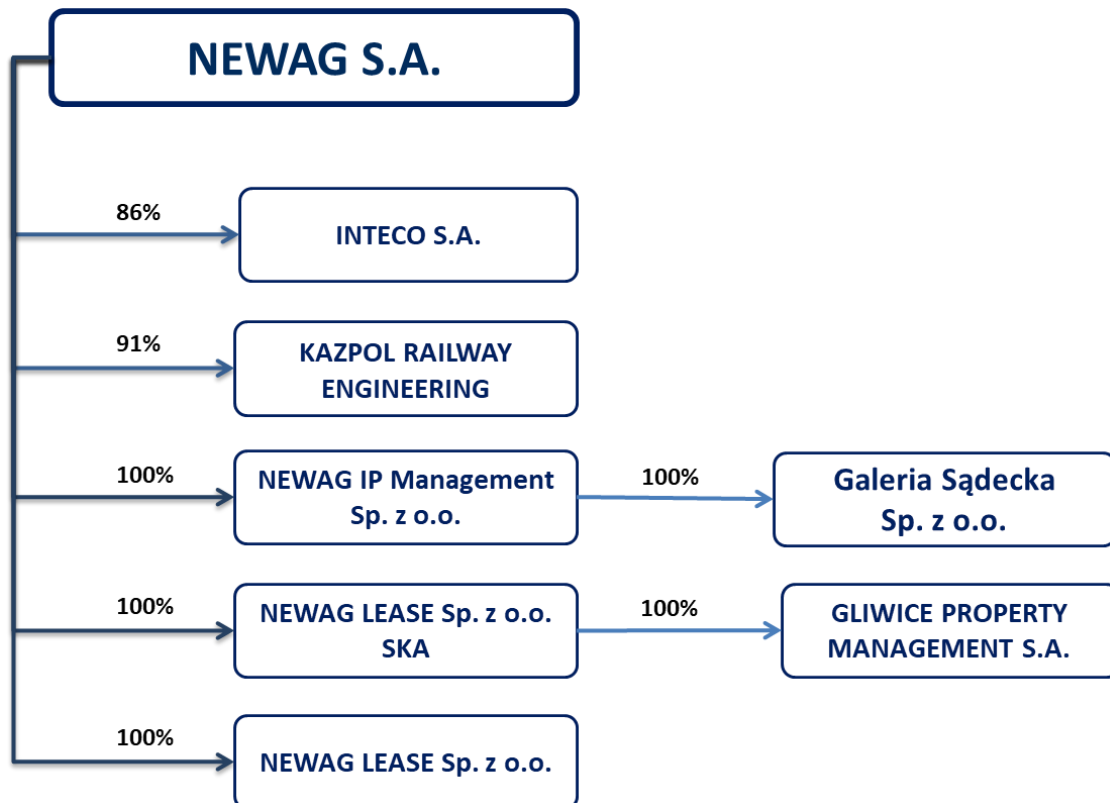 NEWAG S.A.
86%
INTECO S.A.
91%
KAZPOL RAILWAY
ENGINEERING
100%
NEWAG IP Management
Sp. z o.o.
100%
Galeria Sądecka
Sp. z o.o.
100%
NEWAG LEASE Sp. z o.o.
SKA
100%
GLIWICE PROPERTY
MANAGEMENT S.A.
100%
NEWAG LEASE Sp. z o.o.